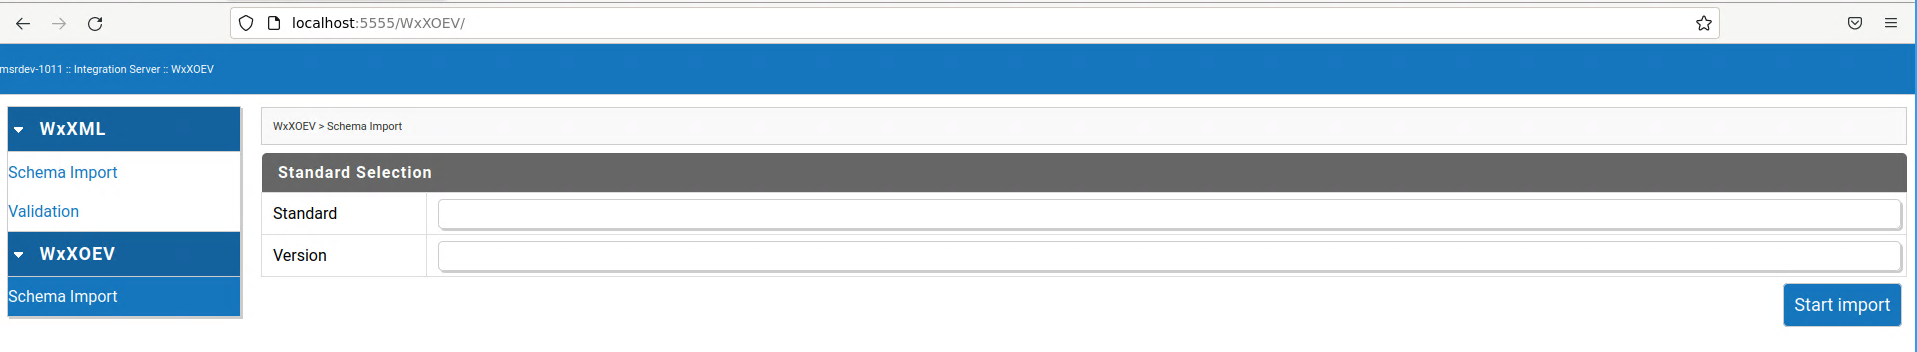 localhost:5555/WxXOEV/
msrdev-1011 :: Integration Server :: WxXOEV
WxXML
Schema Import
Validation
WxXOEV
Schema Import
WxXOEV > Schema Import
Standard Selection
Standard
Version
Start import